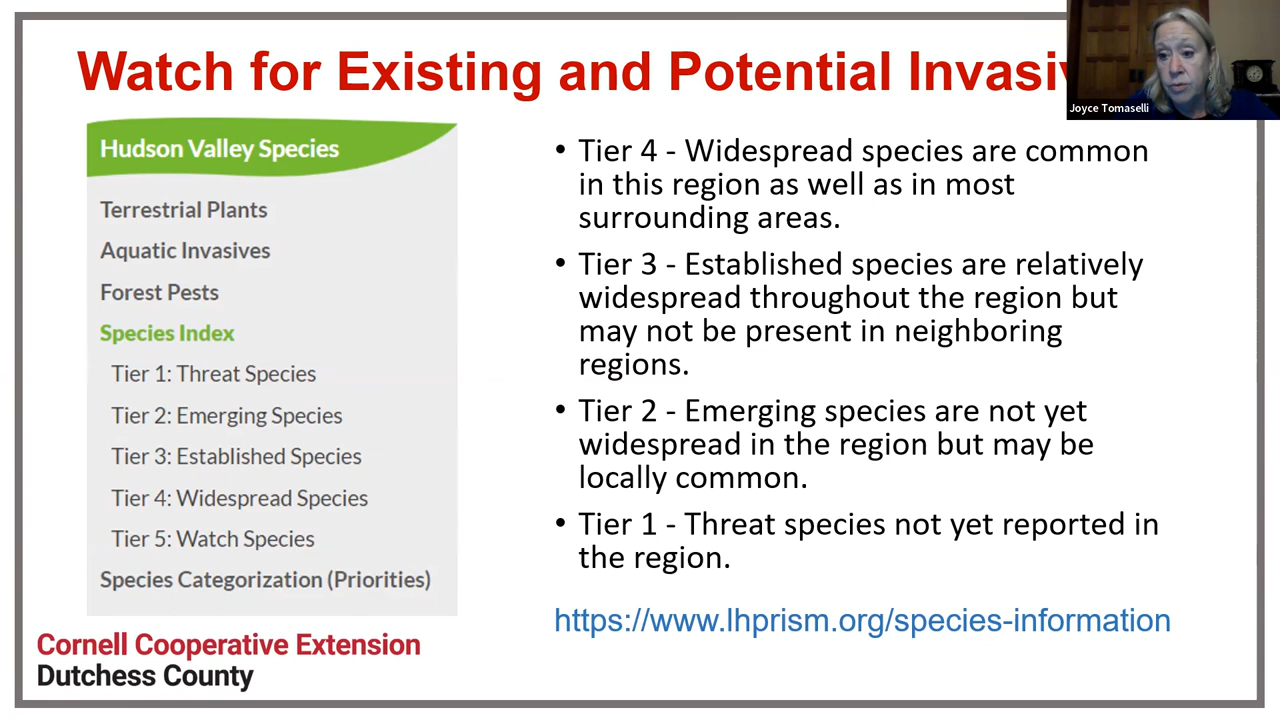 Watch for Existing and Potential Invasiv
Joyce Tomaselli
Hudson Valley Species
Terrestrial Plants
Aquatic Invasives
Forest Pests
Species Index
Tier 1: Threat Species
Tier 2: Emerging Species
Tier 3: Established Species
Tier 4: Widespread Species
Tier 5: Watch Species
Species Categorization (Priorities)
• Tier 4 - Widespread species are common
in this region as well as in most
surrounding areas.
• Tier 3 - Established species are relatively
widespread throughout the region but
may not be present in neighboring
regions.
• Tier 2 - Emerging species are not yet
widespread in the region but may be
locally common.
• Tier 1 - Threat species not yet reported in
the region.
https://www.lhprism.org/species-information
Cornell Cooperative Extension
Dutchess County